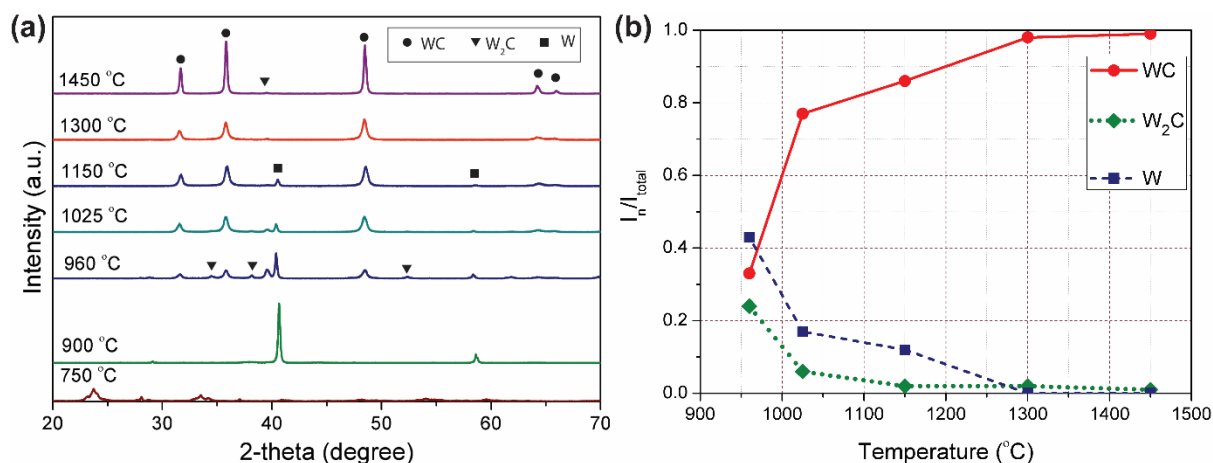 (a)
WC W₂C W
1450 °C
1300 °C
1150 °C
1025 °C
960 °C
900 °C
750 °C
Intensity (a.u.)
20 30 40 50 60 70
2-theta (degree)
(b)
1.0
0.8
0.6
0.4
0.2
0.0
Iₙ/Iₜₒₜₐₗ
WC
W₂C
W
900 1000 1100 1200 1300 1400 1500
Temperature (°C)